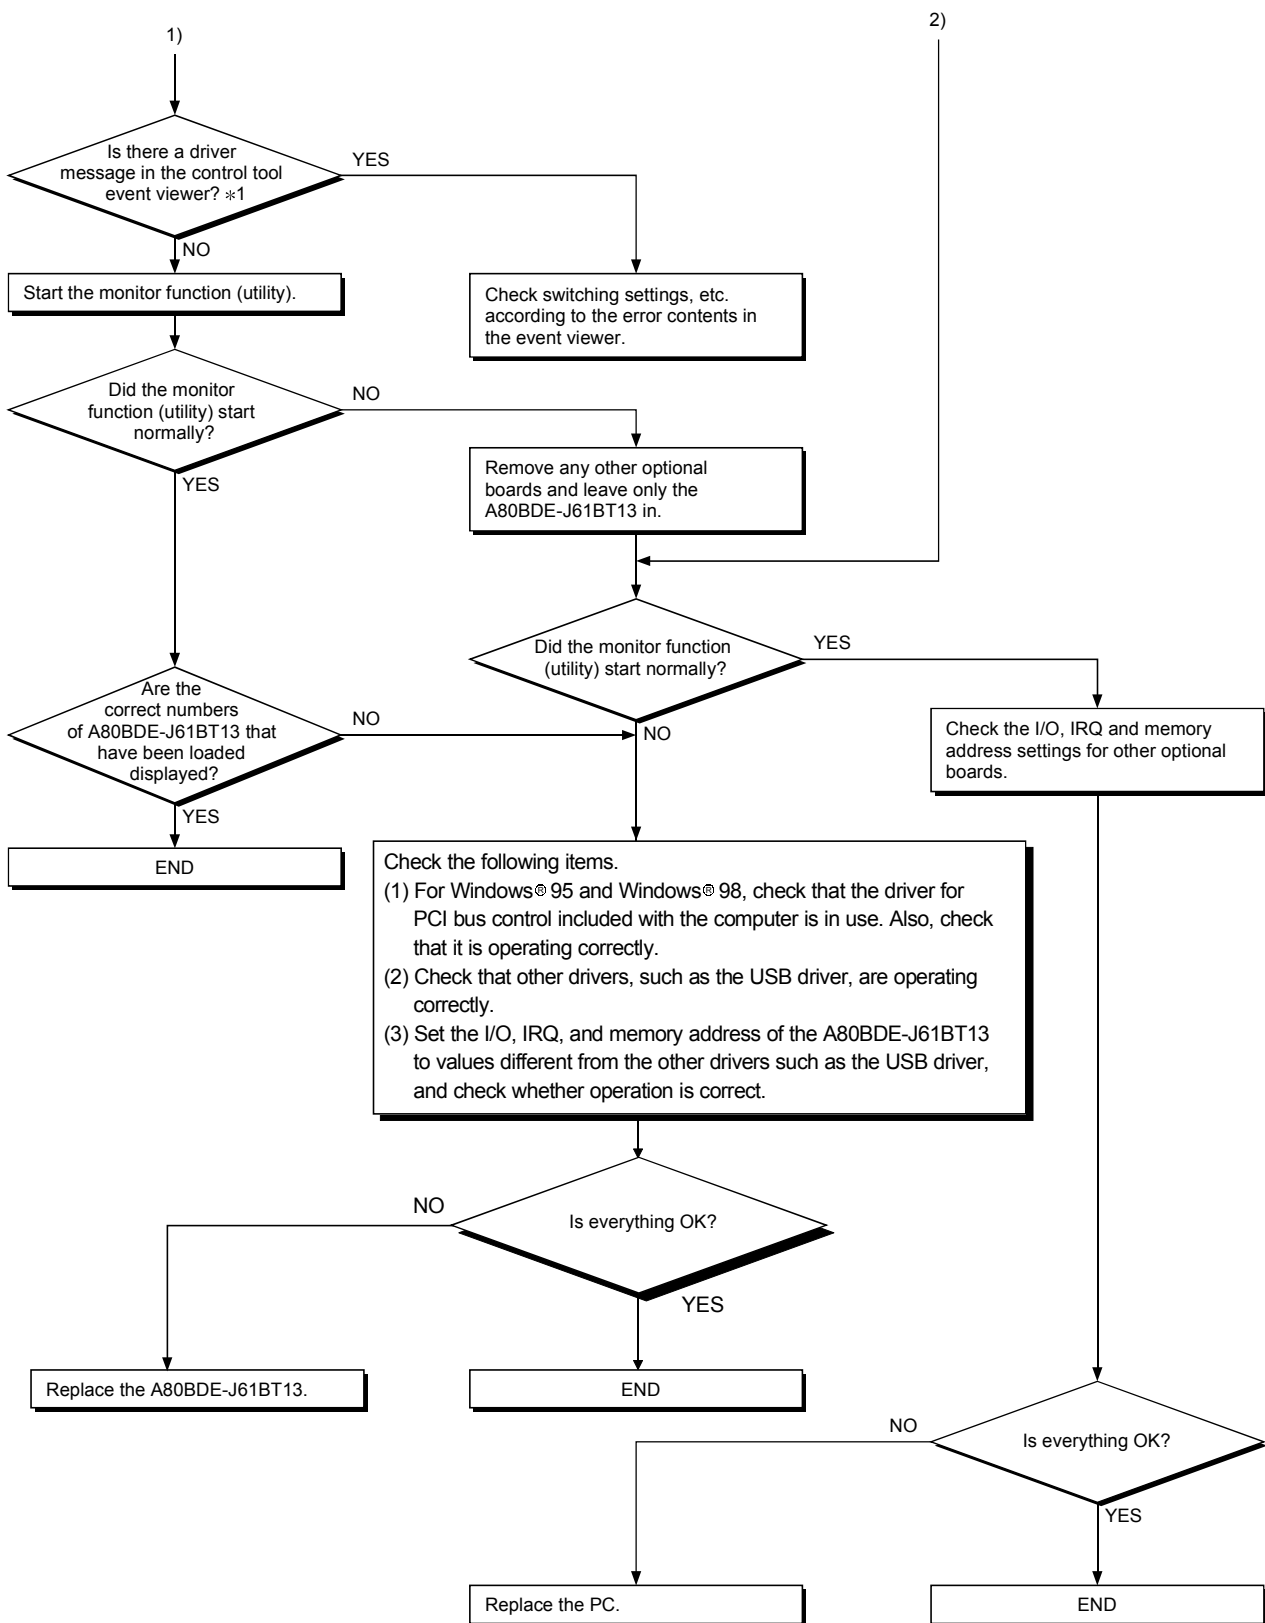 1)
2)
Is there a driver
message in the control tool
event viewer? *1
YES
NO
Start the monitor function (utility).
Check switching settings, etc.
according to the error contents in
the event viewer.
Did the monitor
function (utility) start
normally?
NO
YES
Remove any other optional
boards and leave only the
A80BDE-J61BT13 in.
Did the monitor function
(utility) start normally?
YES
NO
Are the
correct numbers
of A80BDE-J61BT13 that
have been loaded
displayed?
NO
YES
END
Check the I/O, IRQ and memory
address settings for other optional
boards.
Check the following items.
(1) For Windows® 95 and Windows® 98, check that the driver for
PCI bus control included with the computer is in use. Also, check
that it is operating correctly.
(2) Check that other drivers, such as the USB driver, are operating
correctly.
(3) Set the I/O, IRQ, and memory address of the A80BDE-J61BT13
to values different from the other drivers such as the USB driver,
and check whether operation is correct.
Is everything OK?
NO
YES
Replace the A80BDE-J61BT13.
END
Is everything OK?
NO
YES
Replace the PC.
END